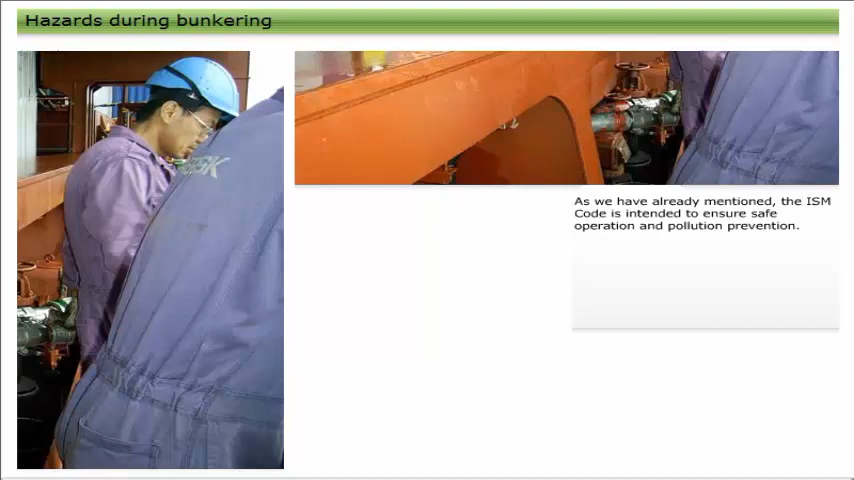 Hazards during bunkering
As we have already mentioned, the ISM
Code is intended to ensure safe
operation and pollution prevention.